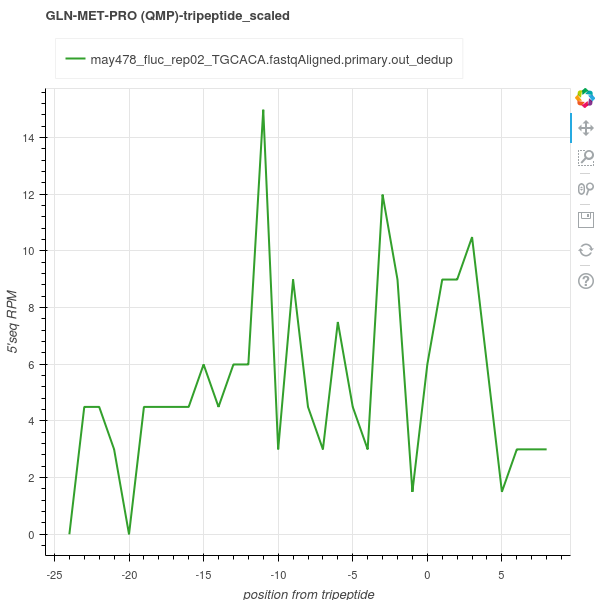 GLN-MET-PRO (QMP)-tripeptide_scaled
may478_fluc_rep02_TGCACA.fastqAligned.primary.out_dedup
14
12
10
8
6
4
2
0
5'seq RPM
-25 -20 -15 -10 -5 0 5
position from tripeptide